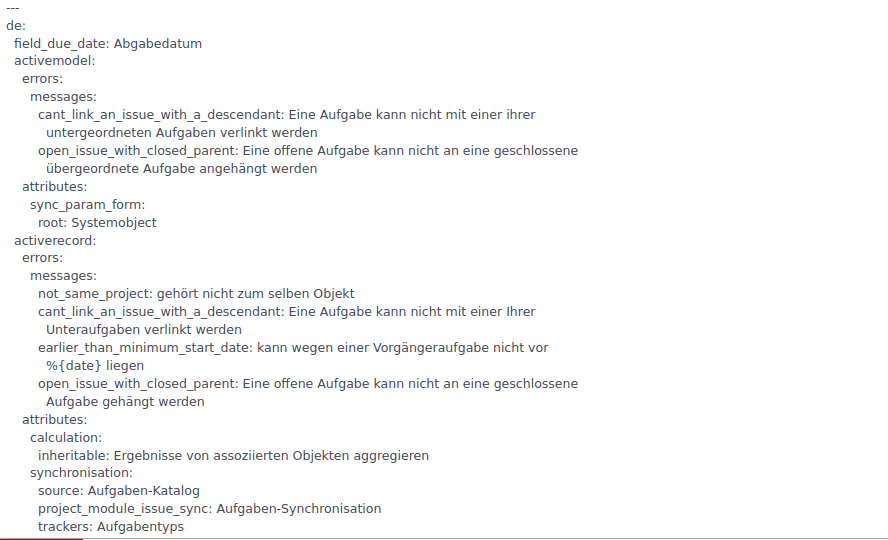 ---
de:
  field_due_date: Abgabedatum
  activemodel:
    errors:
      messages:
        cant_link_an_issue_with_a_descendant: Eine Aufgabe kann nicht mit einer ihrer
          untergeordneten Aufgaben verlinkt werden
        open_issue_with_closed_parent: Eine offene Aufgabe kann nicht an eine geschlossene
          übergeordnete Aufgabe angehängt werden
    attributes:
      sync_param_form:
        root: Systemobject
  activerecord:
    errors:
      messages:
        not_same_project: gehört nicht zum selben Objekt
        cant_link_an_issue_with_a_descendant: Eine Aufgabe kann nicht mit einer Ihrer
          Unteraufgaben verlinkt werden
        earlier_than_minimum_start_date: kann wegen einer Vorgängeraufgabe nicht vor
          %{date} liegen
        open_issue_with_closed_parent: Eine offene Aufgabe kann nicht an eine geschlossene
          Aufgabe gehängt werden
    attributes:
      calculation:
        inheritable: Ergebnisse von assoziierten Objekten aggregieren
      synchronisation:
        source: Aufgaben-Katalog
        project_module_issue_sync: Aufgaben-Synchronisation
        trackers: Aufgabentyps